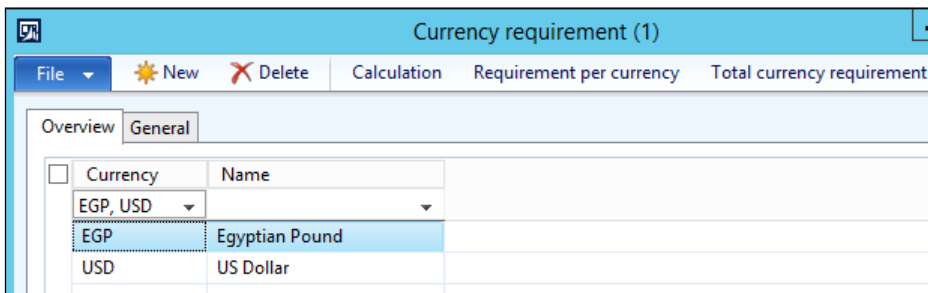 Currency requirement (1)
File New Delete Calculation Requirement per currency Total currency requirement
Overview General
Currency Name
EGP, USD
EGP Egyptian Pound
USD US Dollar